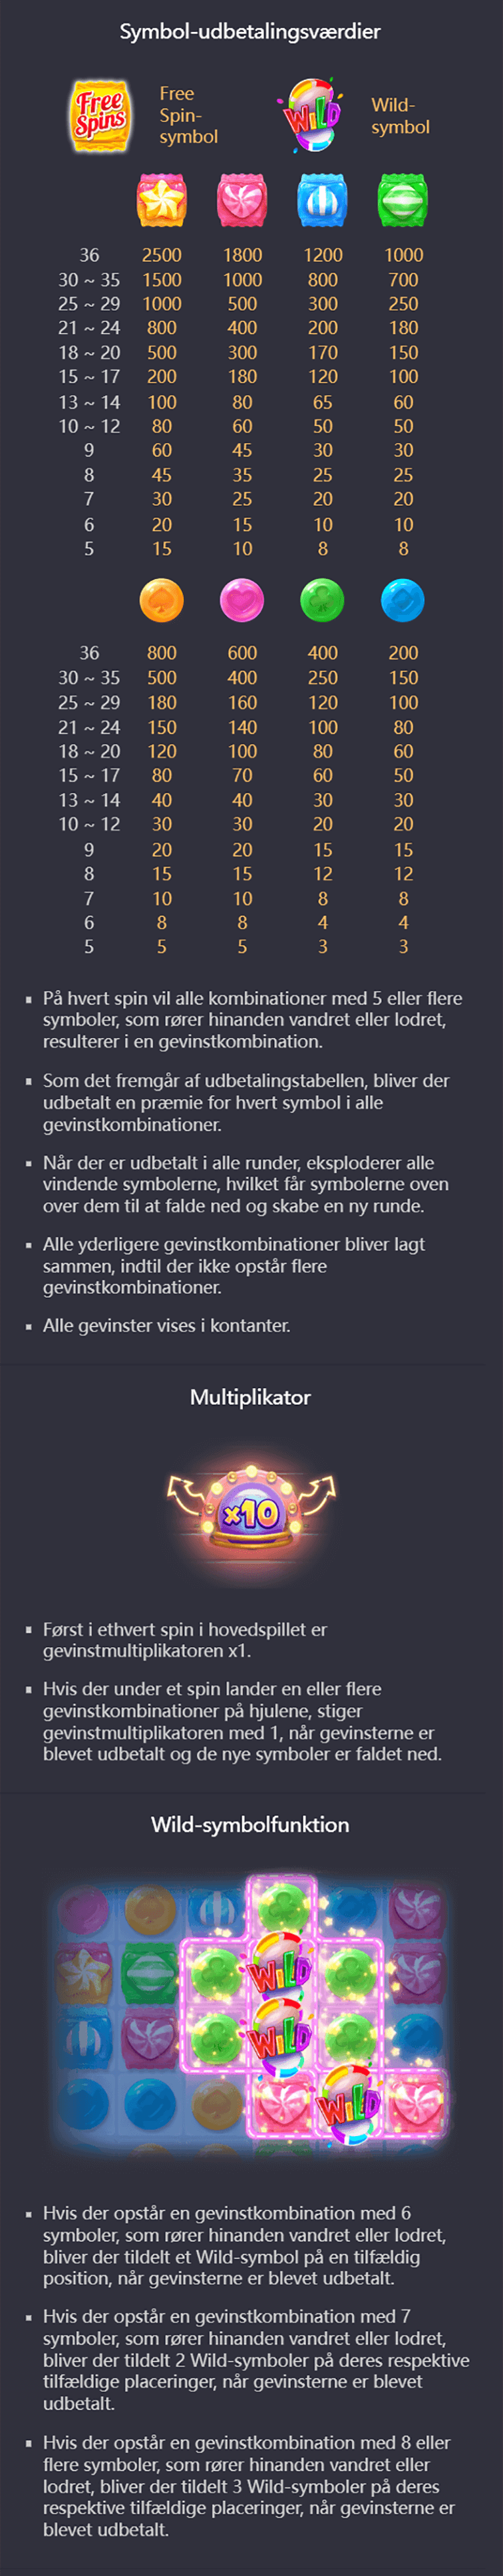 Symbol-udbetalingsværdier
Free Spins
Free
Spin-
symbol
WILD
Wild-
symbol
36 2500 1800 1200 1000
30 ~ 35 1500 1000 800 700
25 ~ 29 1000 500 300 250
21 ~ 24 800 400 200 180
18 ~ 20 500 300 170 150
15 ~ 17 200 180 120 100
13 ~ 14 100 80 65 60
10 ~ 12 80 60 50 50
9 60 45 30 30
8 45 35 25 25
7 30 25 20 20
6 20 15 10 10
5 15 10 8 8
36 800 600 400 200
30 ~ 35 500 400 250 150
25 ~ 29 180 160 120 100
21 ~ 24 150 140 100 80
18 ~ 20 120 100 80 60
15 ~ 17 80 70 60 50
13 ~ 14 40 40 30 30
10 ~ 12 30 30 20 20
9 20 20 15 15
8 15 15 12 12
7 10 10 8 8
6 8 8 4 4
5 5 5 3 3
▪ På hvert spin vil alle kombinationer med 5 eller flere
symboler, som rører hinanden vandret eller lodret,
resulterer i en gevinstkombination.
▪ Som det fremgår af udbetalingstabellen, bliver der
udbetalt en præmie for hvert symbol i alle
gevinstkombinationer.
▪ Når der er udbetalt i alle runder, eksploderer alle
vindende symbolerne, hvilket får symbolerne oven
over dem til at falde ned og skabe en ny runde.
▪ Alle yderligere gevinstkombinationer bliver lagt
sammen, indtil der ikke opstår flere
gevinstkombinationer.
▪ Alle gevinster vises i kontanter.
Multiplikator
x10
▪ Først i ethvert spin i hovedspillet er
gevinstmultiplikatoren x1.
▪ Hvis der under et spin lander en eller flere
gevinstkombinationer på hjulene, stiger
gevinstmultiplikatoren med 1, når gevinsterne er
blevet udbetalt og de nye symboler er faldet ned.
Wild-symbolfunktion
WILD
WILD
WILD
▪ Hvis der opstår en gevinstkombination med 6
symboler, som rører hinanden vandret eller lodret,
bliver der tildelt et Wild-symbol på en tilfældig
position, når gevinsterne er blevet udbetalt.
▪ Hvis der opstår en gevinstkombination med 7
symboler, som rører hinanden vandret eller lodret,
bliver der tildelt 2 Wild-symboler på deres respektive
tilfældige placeringer, når gevinsterne er blevet
udbetalt.
▪ Hvis der opstår en gevinstkombination med 8 eller
flere symboler, som rører hinanden vandret eller
lodret, bliver der tildelt 3 Wild-symboler på deres
respektive tilfældige placeringer, når gevinsterne er
blevet udbetalt.